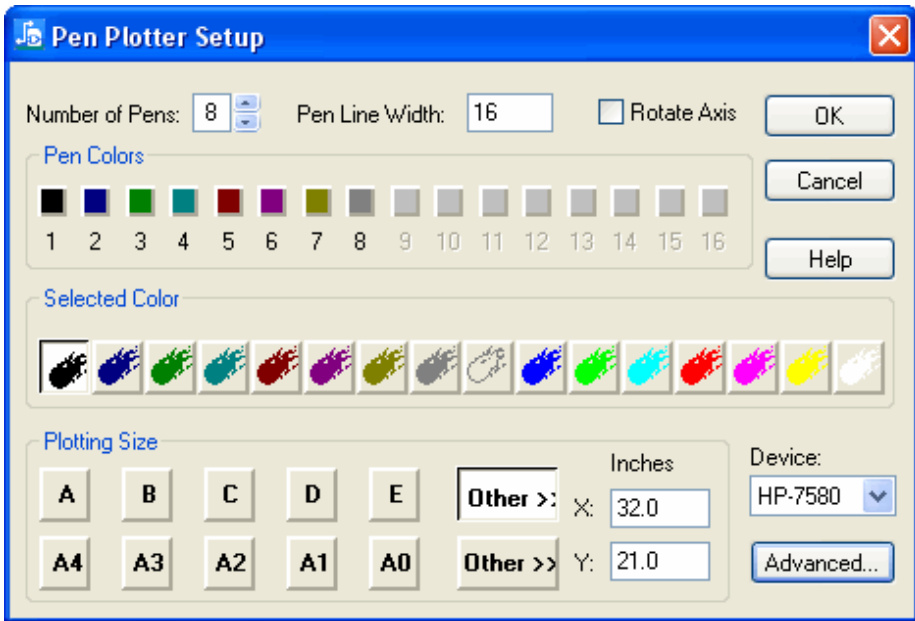 Pen Plotter Setup
Number of Pens: 8 Pen Line Width: 16 Rotate Axis OK
Pen Colors
Cancel
1 2 3 4 5 6 7 8 9 10 11 12 13 14 15 16
Help
Selected Color
Plotting Size
Inches Device:
A B C D E Other >> X: 32.0 HP-7580
A4 A3 A2 A1 A0 Other >> Y: 21.0 Advanced...